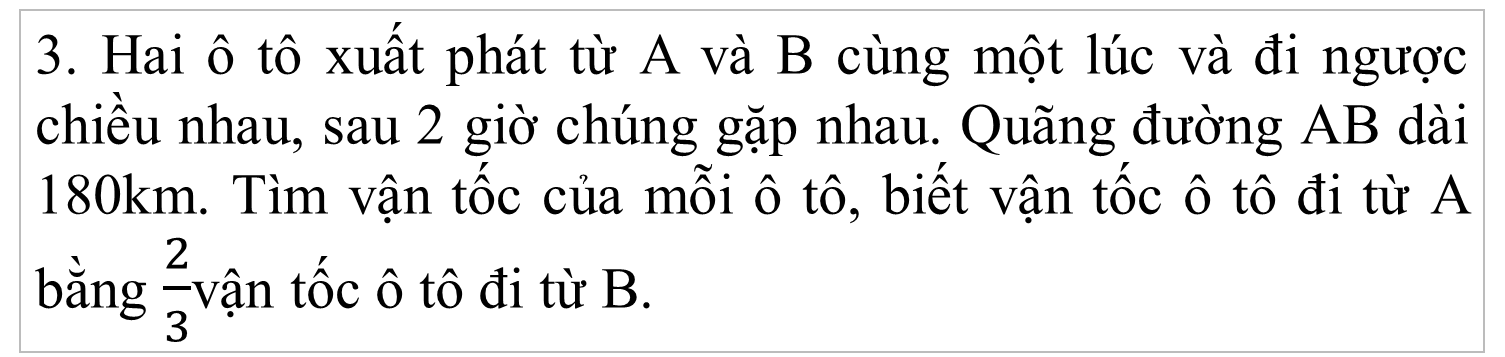 3. Hai ô tô xuất phát từ A và B cùng một lúc và đi ngược
chiều nhau, sau 2 giờ chúng gặp nhau. Quãng đường AB dài
180km. Tìm vận tốc của mỗi ô tô, biết vận tốc ô tô đi từ A
bằng 2/3 vận tốc ô tô đi từ B.